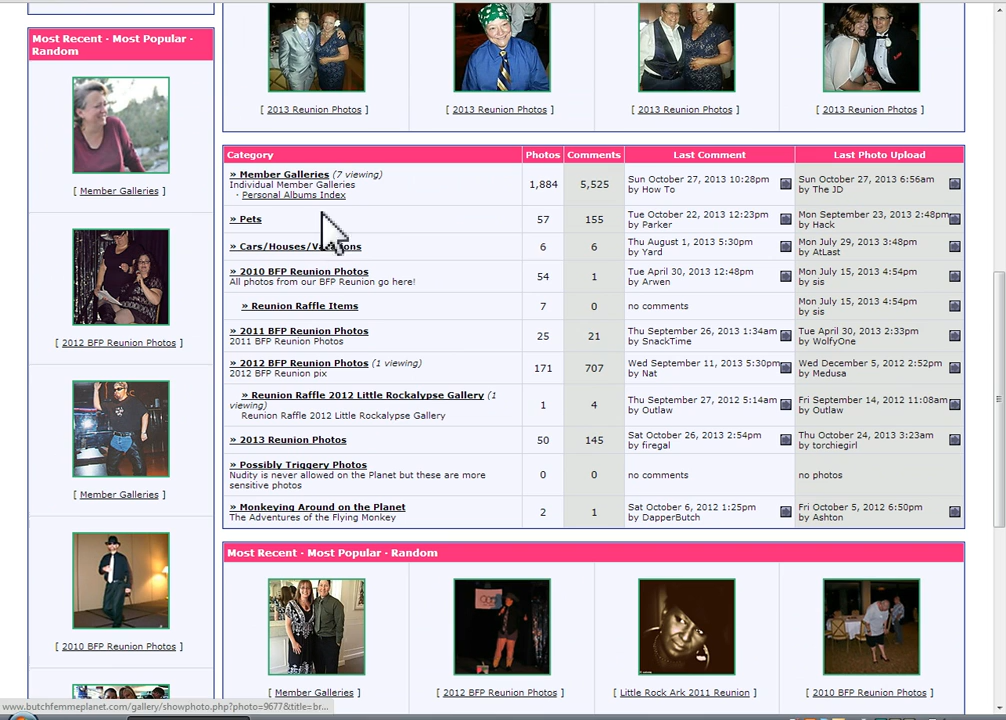 Most Recent · Most Popular ·
Random
[ Member Galleries ]
[ 2012 BFP Reunion Photos ]
[ Member Galleries ]
[ 2010 BFP Reunion Photos ]
[ 2013 Reunion Photos ]
[ 2013 Reunion Photos ]
[ 2013 Reunion Photos ]
[ 2013 Reunion Photos ]
Category Photos Comments Last Comment Last Photo Upload
» Member Galleries (7 viewing)
Individual Member Galleries
· Personal Albums Index
1,884 5,525
Sun October 27, 2013 10:28pm
by How To
Sun October 27, 2013 6:56am
by The JD
» Pets
57 155
Tue October 22, 2013 12:23pm
by Parker
Mon September 23, 2013 2:48pm
by Hack
» Cars/Houses/Vacations
6 6
Thu August 1, 2013 5:30pm
by Yard
Mon July 29, 2013 3:48pm
by AtLast
» 2010 BFP Reunion Photos
All photos from our BFP Reunion go here!
54 1
Tue April 30, 2013 12:48pm
by Arwen
Mon July 15, 2013 4:54pm
by sis
» Reunion Raffle Items
7 0
no comments
Mon July 15, 2013 4:54pm
by sis
» 2011 BFP Reunion Photos
2011 BFP Reunion Photos
25 21
Thu September 26, 2013 1:34am
by SnackTime
Tue April 30, 2013 2:33pm
by WolfyOne
» 2012 BFP Reunion Photos (1 viewing)
2012 BFP Reunion pix
171 707
Wed September 11, 2013 5:30pm
by Nat
Wed December 5, 2012 2:52pm
by Medusa
» Reunion Raffle 2012 Little Rockalypse Gallery (1
viewing)
Reunion Raffle 2012 Little Rockalypse Gallery
1 4
Thu September 27, 2012 5:14am
by Outlaw
Fri September 14, 2012 11:08am
by Outlaw
» 2013 Reunion Photos
50 145
Sat October 26, 2013 2:54pm
by firegal
Thu October 24, 2013 3:23am
by torchiegirl
» Possibly Triggery Photos
Nudity is never allowed on the Planet but these are more
sensitive photos
0 0
no comments
no photos
» Monkeying Around on the Planet
The Adventures of the Flying Monkey
2 1
Sat October 6, 2012 1:25pm
by DapperButch
Fri October 5, 2012 6:50pm
by Ashton
Most Recent · Most Popular · Random
[ Member Galleries ]
[ 2012 BFP Reunion Photos ]
[ Little Rock Ark 2011 Reunion ]
[ 2010 BFP Reunion Photos ]
www.butchfemmeplanet.com/gallery/showphoto.php?photo=9677&title=br...